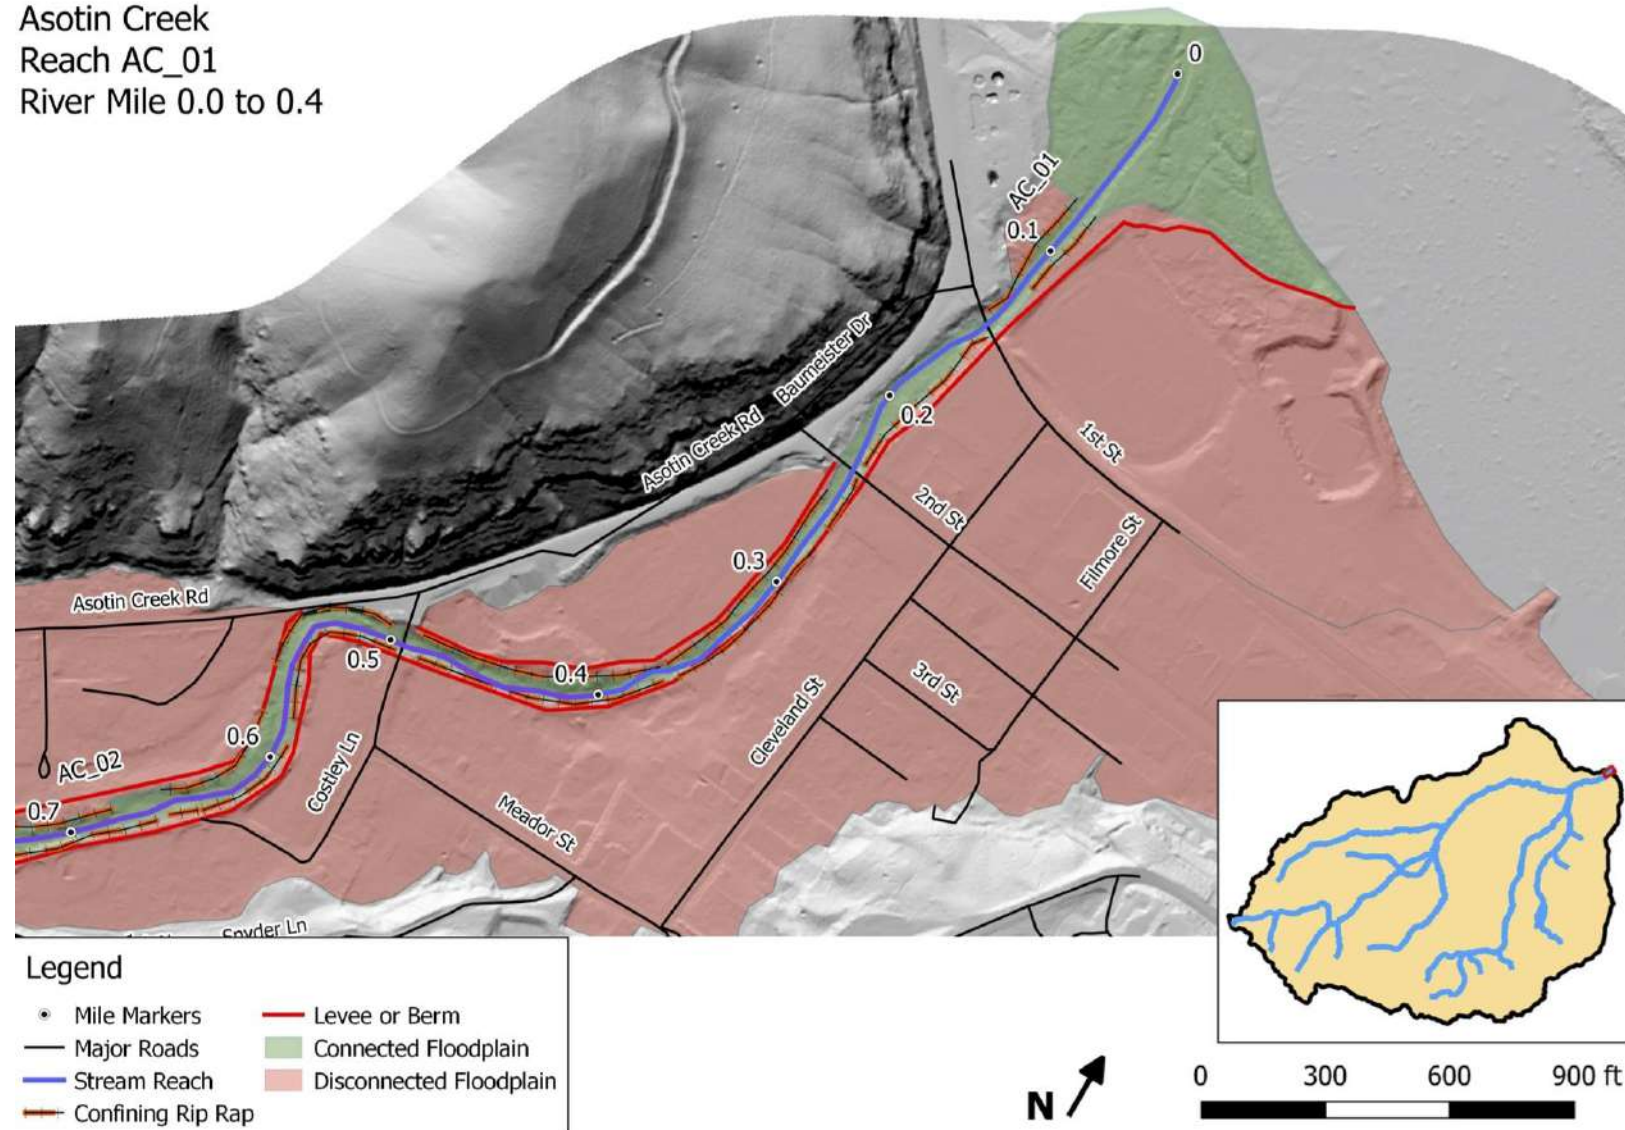 Asotin Creek
Reach AC_01
River Mile 0.0 to 0.4
0
AC_01
0.1
Baumeister Dr
0.2
Asotin Creek Rd
1st St
2nd St
Filmore St
0.3
Asotin Creek Rd
0.5
0.4
3rd St
Cleveland St
0.6
AC_02
Costley Ln
0.7
Meador St
Snyder Ln
Legend
Mile Markers
Levee or Berm
Major Roads
Connected Floodplain
Stream Reach
Disconnected Floodplain
Confining Rip Rap
N
0 300 600 900 ft